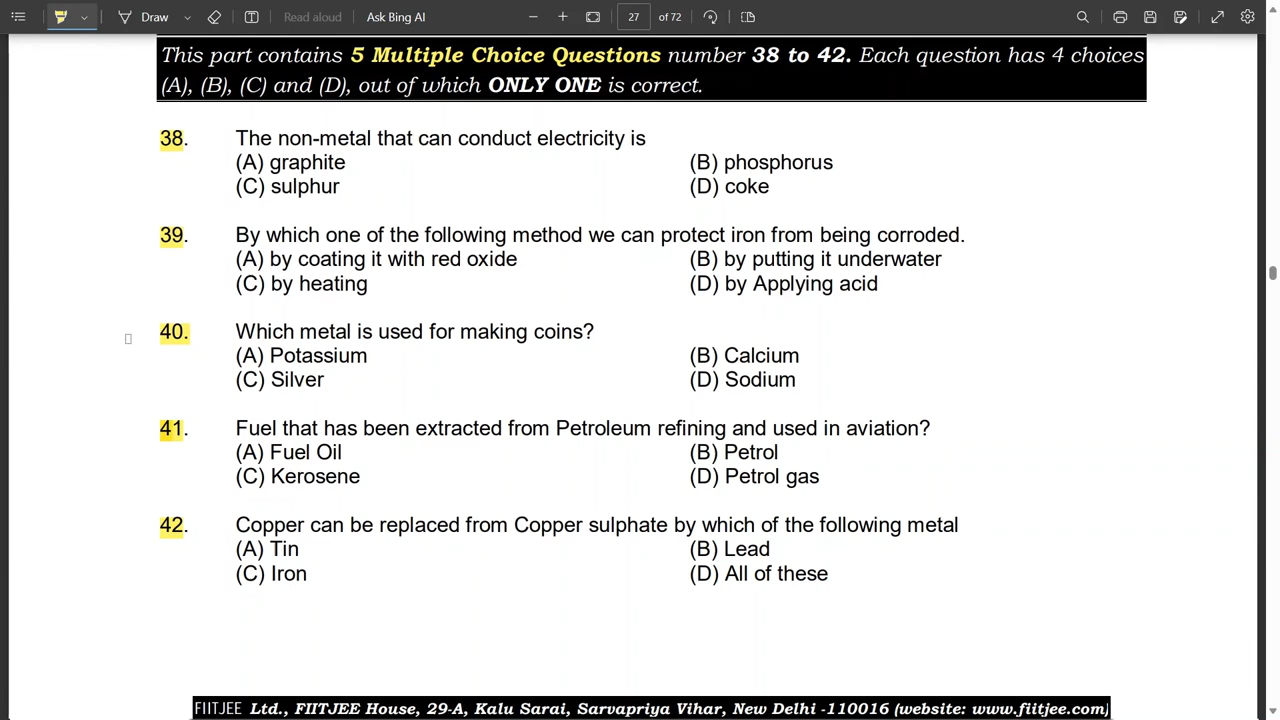 Draw
Read aloud
Ask Bing AI
27 of 72
This part contains 5 Multiple Choice Questions number 38 to 42. Each question has 4 choices
(A), (B), (C) and (D), out of which ONLY ONE is correct.
38. The non-metal that can conduct electricity is
(A) graphite (B) phosphorus
(C) sulphur (D) coke
39. By which one of the following method we can protect iron from being corroded.
(A) by coating it with red oxide (B) by putting it underwater
(C) by heating (D) by Applying acid
40. Which metal is used for making coins?
(A) Potassium (B) Calcium
(C) Silver (D) Sodium
41. Fuel that has been extracted from Petroleum refining and used in aviation?
(A) Fuel Oil (B) Petrol
(C) Kerosene (D) Petrol gas
42. Copper can be replaced from Copper sulphate by which of the following metal
(A) Tin (B) Lead
(C) Iron (D) All of these
FIITJEE Ltd., FIITJEE House, 29-A, Kalu Sarai, Sarvapriya Vihar, New Delhi -110016 (website: www.fiitjee.com)